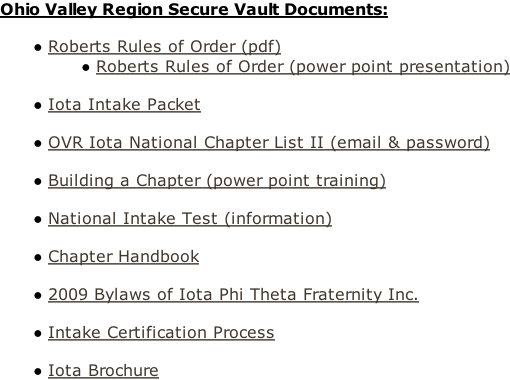 Ohio Valley Region Secure Vault Documents:
● Roberts Rules of Order (pdf)
● Roberts Rules of Order (power point presentation)
● Iota Intake Packet
● OVR Iota National Chapter List II (email & password)
● Building a Chapter (power point training)
● National Intake Test (information)
● Chapter Handbook
● 2009 Bylaws of Iota Phi Theta Fraternity Inc.
● Intake Certification Process
● Iota Brochure